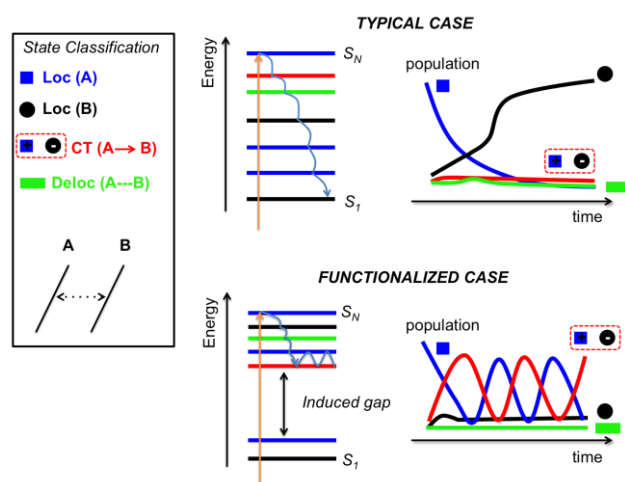 State Classification
Loc (A)
Loc (B)
+ - CT (A→ B)
Deloc (A---B)
A B
TYPICAL CASE
Energy
S_N
S_1
population
+ -
time
FUNCTIONALIZED CASE
Energy
S_N
Induced gap
S_1
population
+ -
time